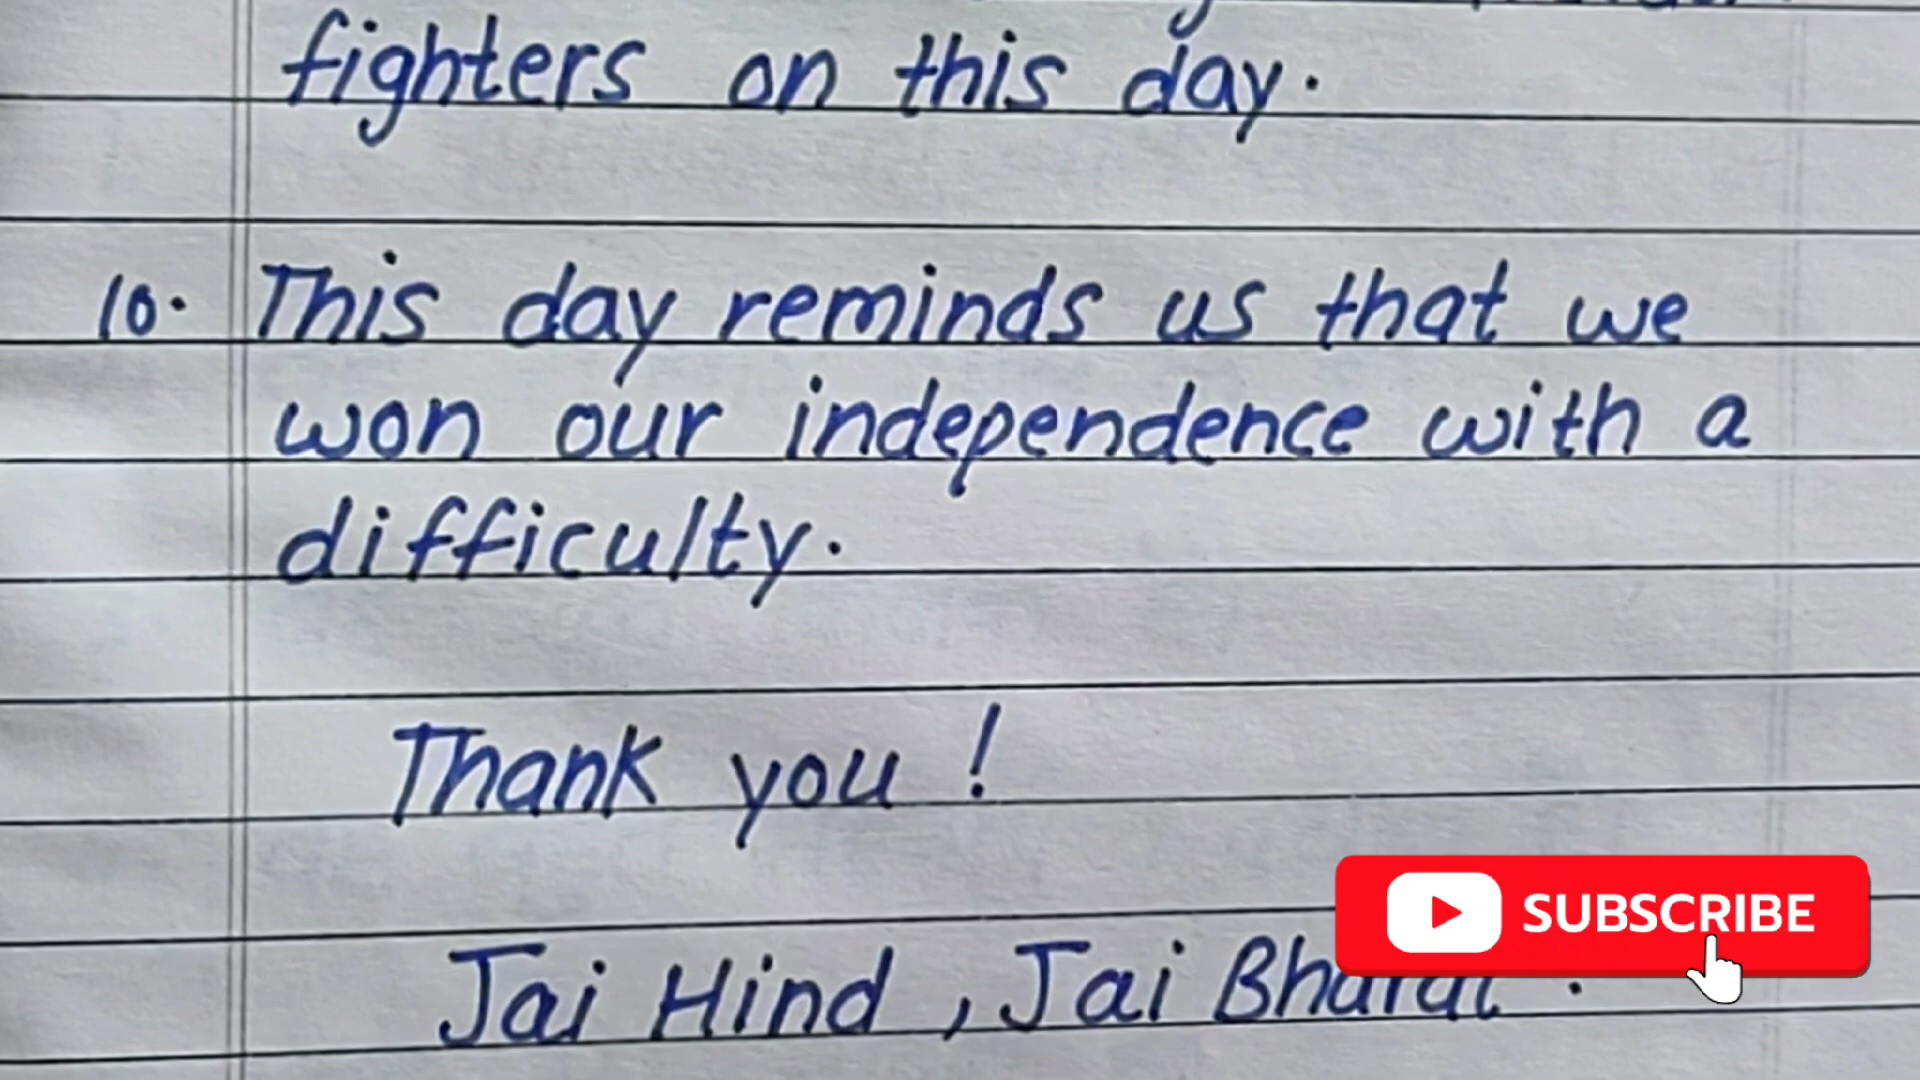 fighters on this day.
10. This day reminds us that we
won our independence with a
difficulty.
Thank you !
SUBSCRIBE
Jai Hind , Jai Bharat .